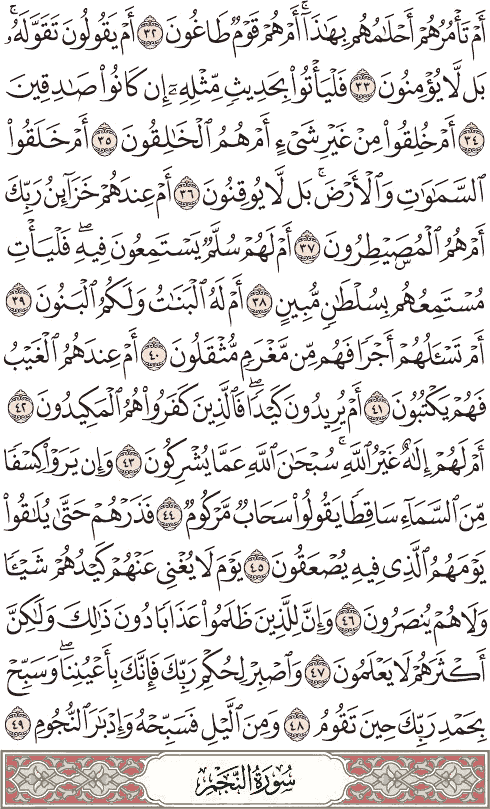 أَمْ تَأْمُرُهُمْ أَحْلَٰمُهُم بِهَٰذَآ ۚ أَمْ هُمْ قَوْمٌ طَاغُونَ ٣٢ أَمْ يَقُولُونَ تَقَوَّلَهُۥ ۚ
بَل لَّا يُؤْمِنُونَ ٣٣ فَلْيَأْتُوا۟ بِحَدِيثٍ مِّثْلِهِۦٓ إِن كَانُوا۟ صَٰدِقِينَ
٣٤ أَمْ خُلِقُوا۟ مِنْ غَيْرِ شَىْءٍ أَمْ هُمُ ٱلْخَٰلِقُونَ ٣٥ أَمْ خَلَقُوا۟
ٱلسَّمَٰوَٰتِ وَٱلْأَرْضَ ۚ بَل لَّا يُوقِنُونَ ٣٦ أَمْ عِندَهُمْ خَزَآئِنُ رَبِّكَ
أَمْ هُمُ ٱلْمُصَۣيْطِرُونَ ٣٧ أَمْ لَهُمْ سُلَّمٌ يَسْتَمِعُونَ فِيهِ ۖ فَلْيَأْتِ
مُسْتَمِعُهُم بِسُلْطَٰنٍ مُّبِينٍ ٣٨ أَمْ لَهُ ٱلْبَنَٰتُ وَلَكُمُ ٱلْبَنُونَ ٣٩
أَمْ تَسْـَٔلُهُمْ أَجْرًا فَهُم مِّن مَّغْرَمٍ مُّثْقَلُونَ ٤٠ أَمْ عِندَهُمُ ٱلْغَيْبُ
فَهُمْ يَكْتُبُونَ ٤١ أَمْ يُرِيدُونَ كَيْدًا ۖ فَٱلَّذِينَ كَفَرُوا۟ هُمُ ٱلْمَكِيدُونَ ٤٢
أَمْ لَهُمْ إِلَٰهٌ غَيْرُ ٱللَّهِ ۚ سُبْحَٰنَ ٱللَّهِ عَمَّا يُشْرِكُونَ ٤٣ وَإِن يَرَوْا۟ كِسْفًا
مِّنَ ٱلسَّمَآءِ سَاقِطًا يَقُولُوا۟ سَحَابٌ مَّرْكُومٌ ٤٤ فَذَرْهُمْ حَتَّىٰ يُلَٰقُوا۟
يَوْمَهُمُ ٱلَّذِى فِيهِ يُصْعَقُونَ ٤٥ يَوْمَ لَا يُغْنِى عَنْهُمْ كَيْدُهُمْ شَيْـًٔا
وَلَا هُمْ يُنصَرُونَ ٤٦ وَإِنَّ لِلَّذِينَ ظَلَمُوا۟ عَذَابًا دُونَ ذَٰلِكَ وَلَٰكِنَّ
أَكْثَرَهُمْ لَا يَعْلَمُونَ ٤٧ وَٱصْبِرْ لِحُكْمِ رَبِّكَ فَإِنَّكَ بِأَعْيُنِنَا ۖ وَسَبِّحْ
بِحَمْدِ رَبِّكَ حِينَ تَقُومُ ٤٨ وَمِنَ ٱلَّيْلِ فَسَبِّحْهُ وَإِدْبَٰرَ ٱلنُّجُومِ ٤٩
سُورَةُ النَّجْمِ